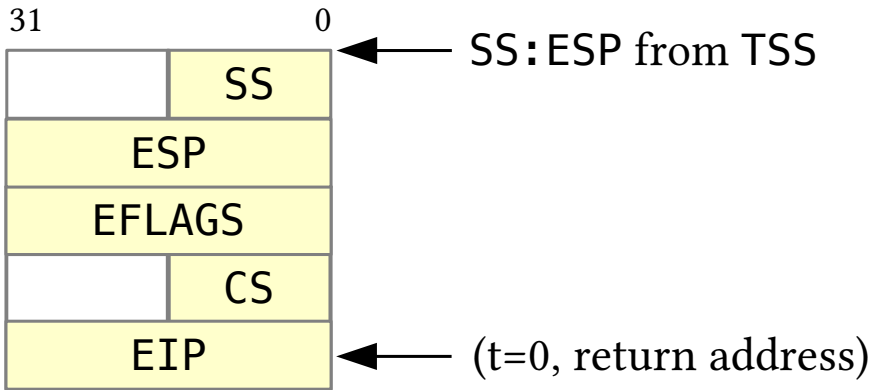 31 0
SS:ESP from TSS
SS
ESP
EFLAGS
CS
EIP
(t=0, return address)